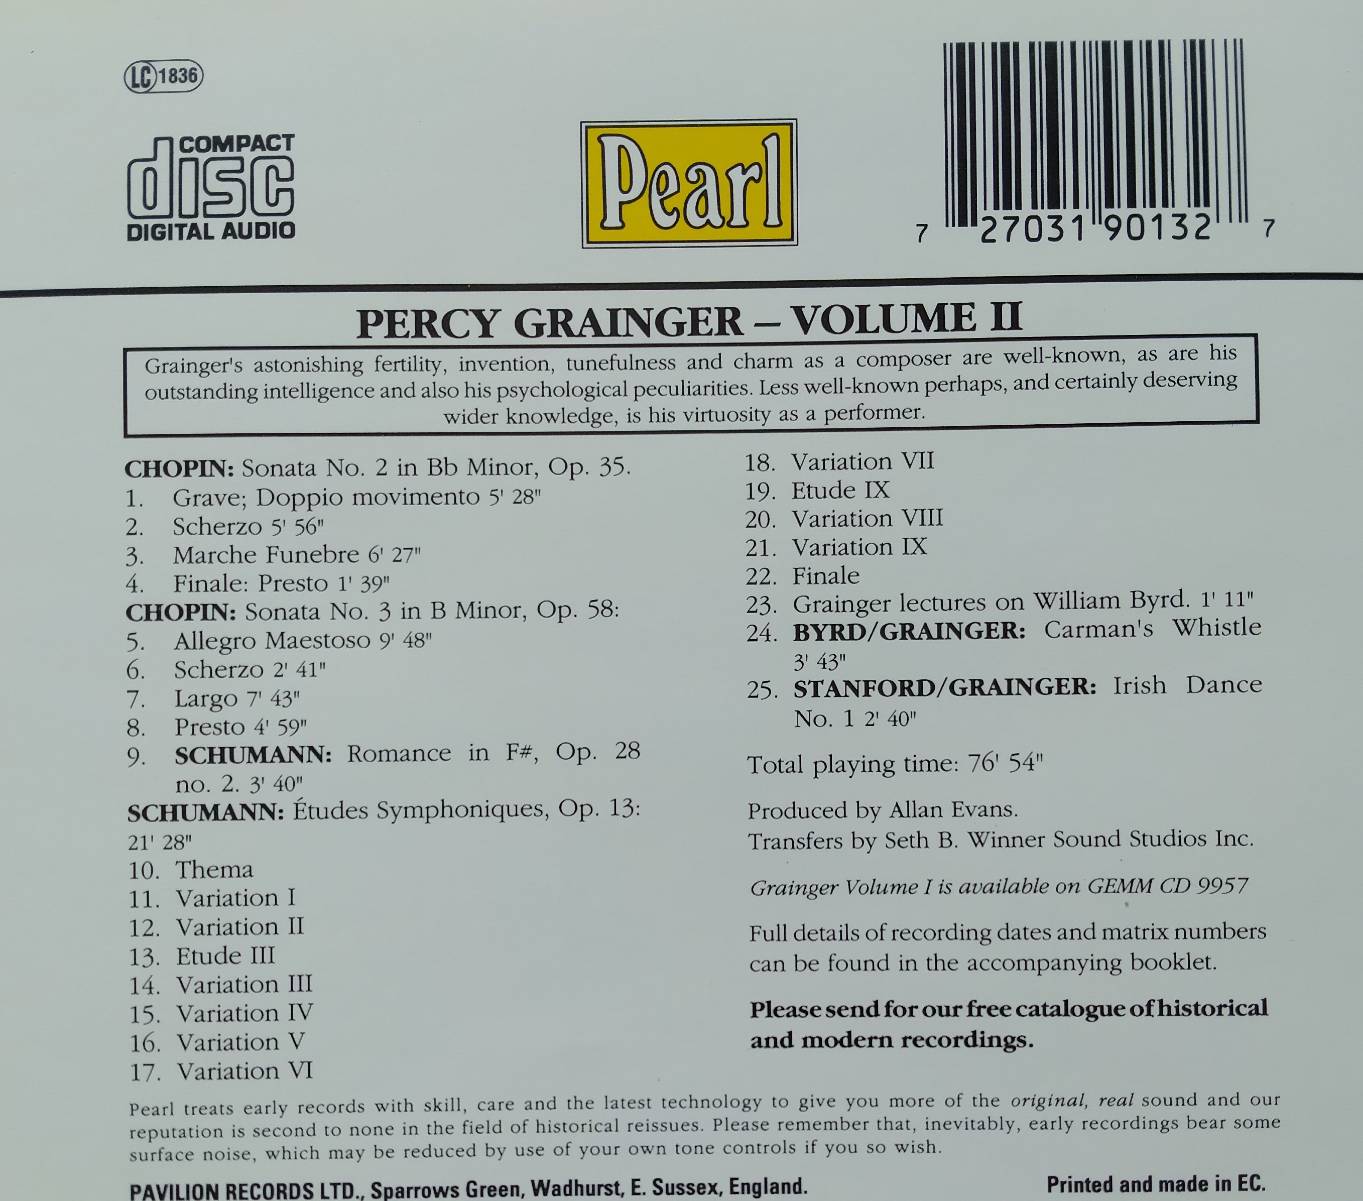 LC 1836
COMPACT
disc
DIGITAL AUDIO
Pearl
7 27031 90132 7
PERCY GRAINGER – VOLUME II
Grainger's astonishing fertility, invention, tunefulness and charm as a composer are well-known, as are his
outstanding intelligence and also his psychological peculiarities. Less well-known perhaps, and certainly deserving
wider knowledge, is his virtuosity as a performer.
CHOPIN: Sonata No. 2 in Bb Minor, Op. 35.
1. Grave; Doppio movimento 5' 28"
2. Scherzo 5' 56"
3. Marche Funebre 6' 27"
4. Finale: Presto 1' 39"
CHOPIN: Sonata No. 3 in B Minor, Op. 58:
5. Allegro Maestoso 9' 48"
6. Scherzo 2' 41"
7. Largo 7' 43"
8. Presto 4' 59"
9. SCHUMANN: Romance in F#, Op. 28
no. 2. 3' 40"
SCHUMANN: Études Symphoniques, Op. 13:
21' 28"
10. Thema
11. Variation I
12. Variation II
13. Etude III
14. Variation III
15. Variation IV
16. Variation V
17. Variation VI
18. Variation VII
19. Etude IX
20. Variation VIII
21. Variation IX
22. Finale
23. Grainger lectures on William Byrd. 1' 11"
24. BYRD/GRAINGER: Carman's Whistle
3' 43"
25. STANFORD/GRAINGER: Irish Dance
No. 1 2' 40"
Total playing time: 76' 54"
Produced by Allan Evans.
Transfers by Seth B. Winner Sound Studios Inc.
Grainger Volume I is available on GEMM CD 9957
Full details of recording dates and matrix numbers
can be found in the accompanying booklet.
Please send for our free catalogue of historical
and modern recordings.
Pearl treats early records with skill, care and the latest technology to give you more of the original, real sound and our
reputation is second to none in the field of historical reissues. Please remember that, inevitably, early recordings bear some
surface noise, which may be reduced by use of your own tone controls if you so wish.
PAVILION RECORDS LTD., Sparrows Green, Wadhurst, E. Sussex, England.
Printed and made in EC.